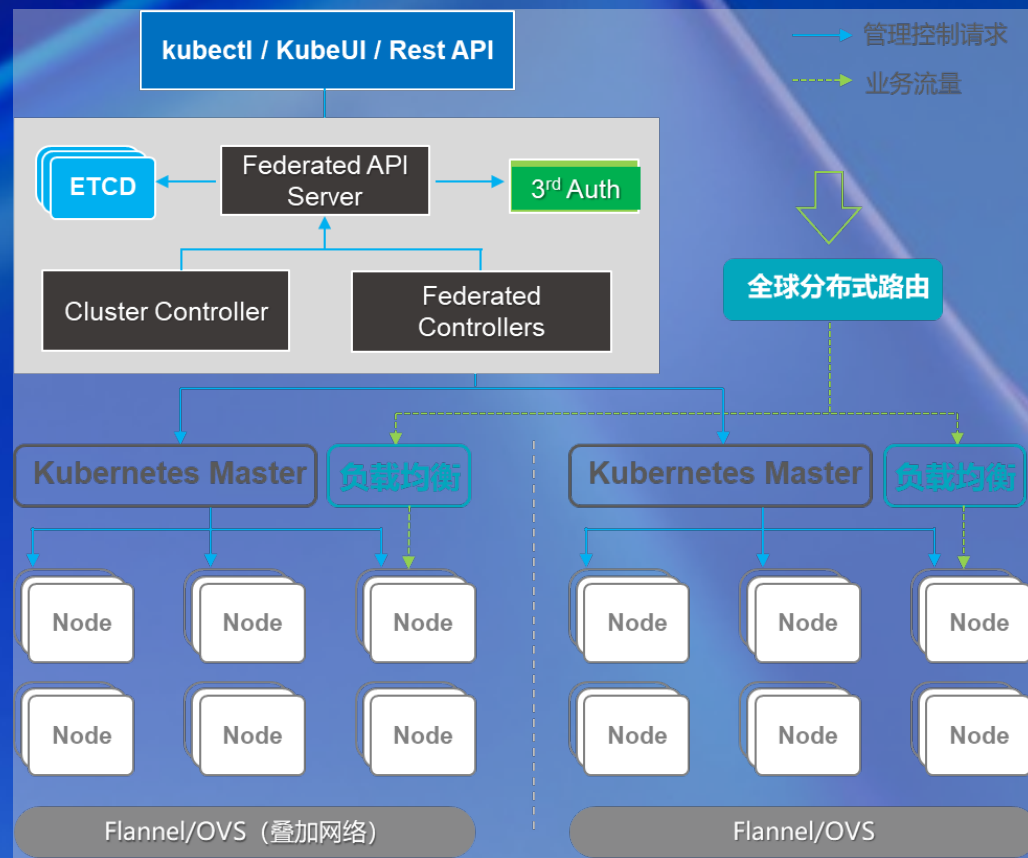 kubectl / KubeUI / Rest API
管理控制请求
业务流量
ETCD
Federated API
Server
3rd Auth
Cluster Controller
Federated
Controllers
全球分布式路由
Kubernetes Master
负载均衡
Kubernetes Master
负载均衡
Node
Node
Node
Node
Node
Node
Node
Node
Node
Node
Node
Node
Flannel/OVS（叠加网络）
Flannel/OVS